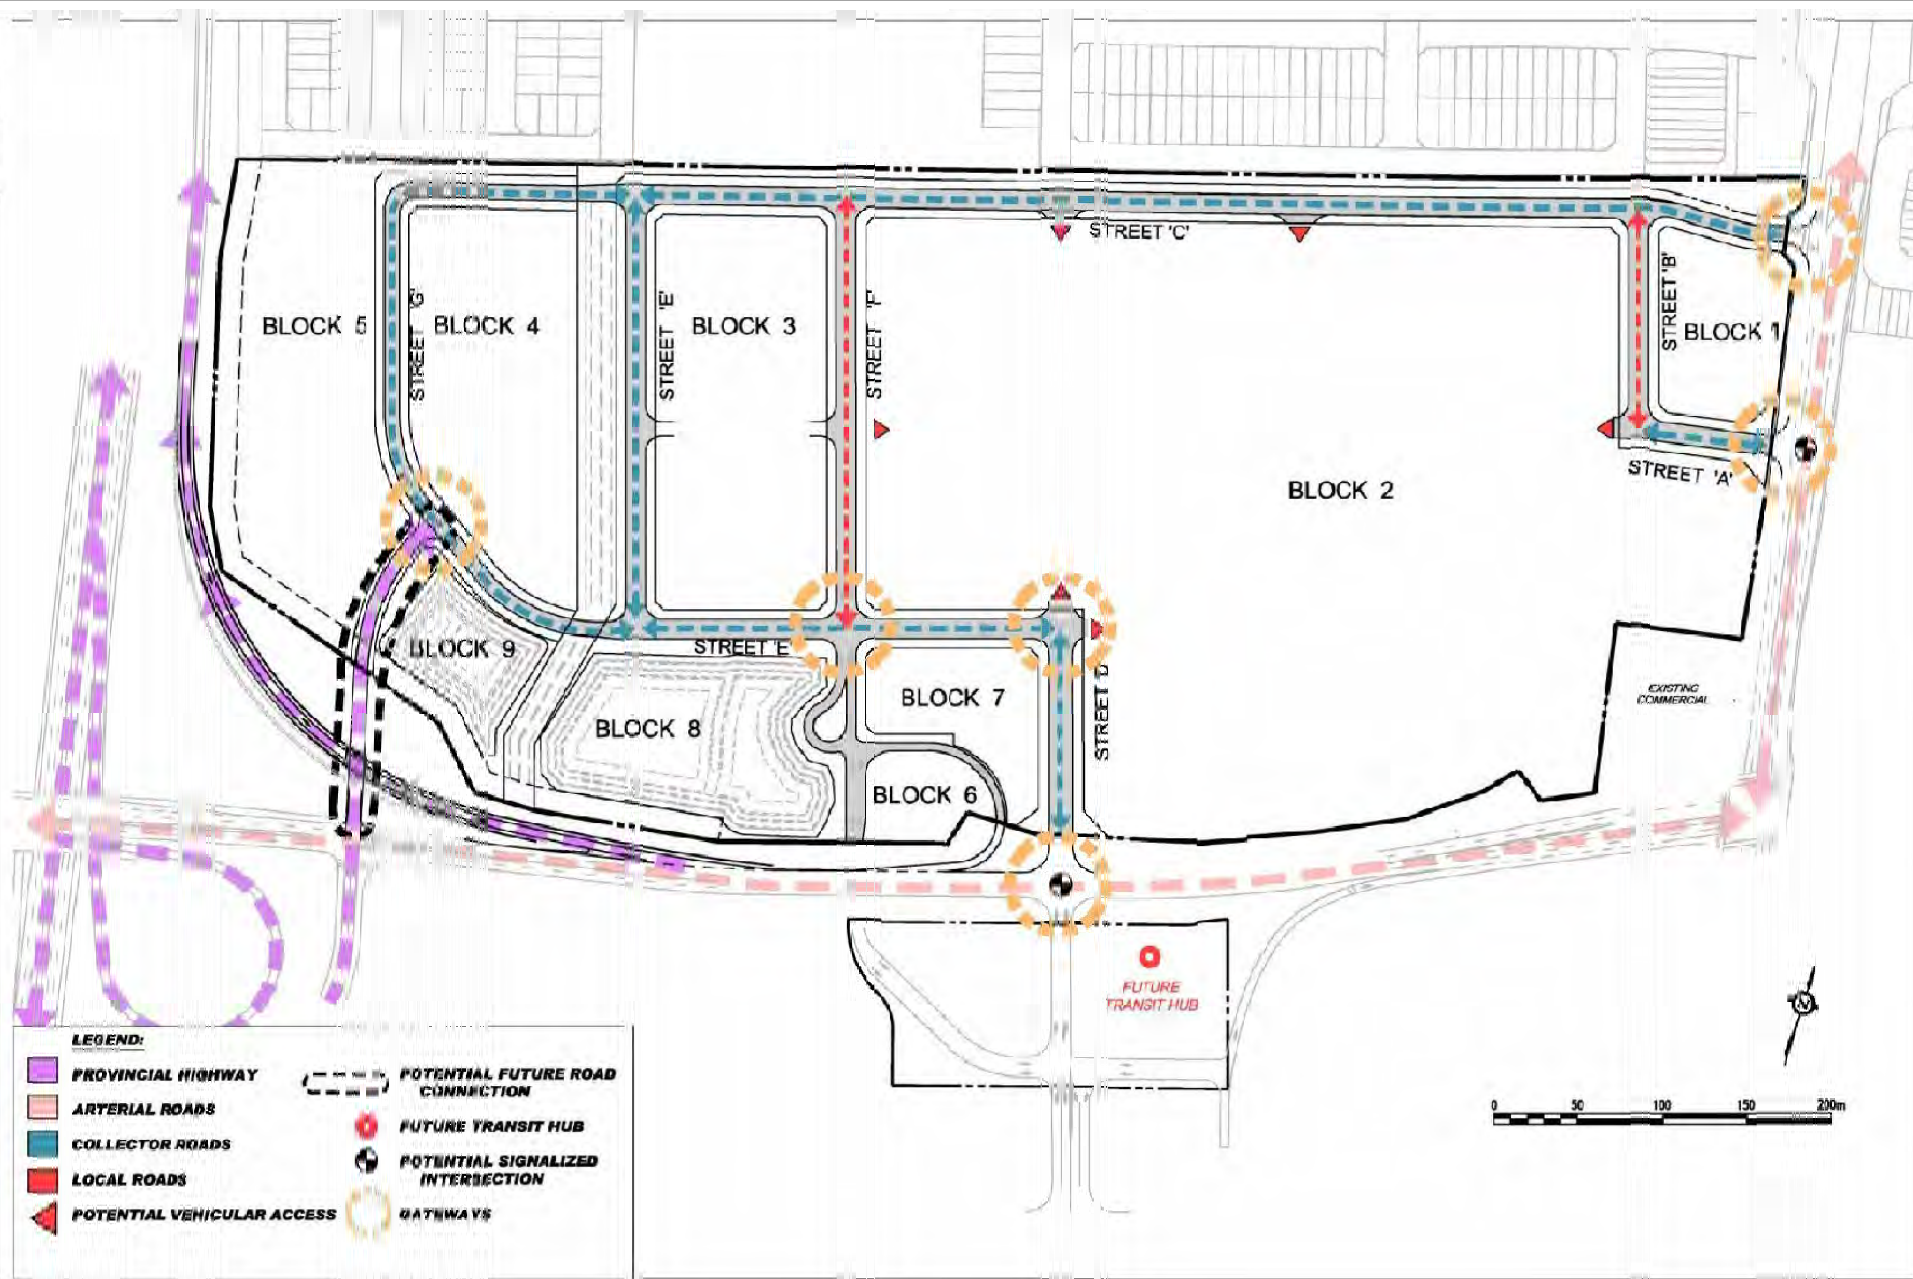 STREET 'C'
STREET 'B'
BLOCK 5
STREET 'G'
BLOCK 4
STREET 'E'
BLOCK 3
STREET 'F'
BLOCK 1
BLOCK 2
STREET 'A'
BLOCK 9
STREET 'E'
BLOCK 7
STREET 'D'
EXISTING
COMMERCIAL
BLOCK 8
BLOCK 6
FUTURE
TRANSIT HUB
N
LEGEND:
PROVINCIAL HIGHWAY
ARTERIAL ROADS
COLLECTOR ROADS
LOCAL ROADS
POTENTIAL VEHICULAR ACCESS
POTENTIAL FUTURE ROAD
CONNECTION
FUTURE TRANSIT HUB
POTENTIAL SIGNALIZED
INTERSECTION
GATEWAYS
0 50 100 150 200m